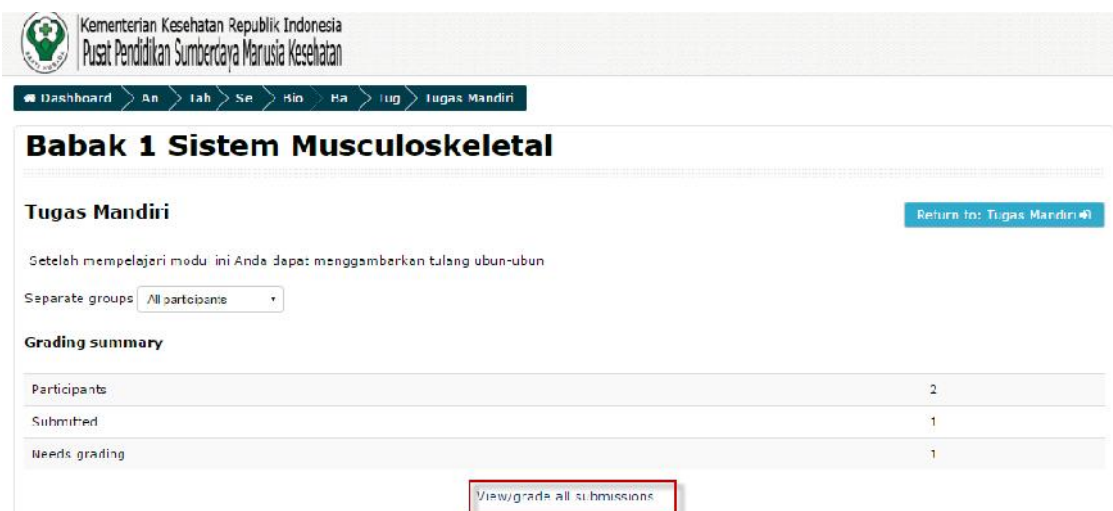 Kementerian Kesehatan Republik Indonesia
Pusat Pendidikan Sumberdaya Manusia Kesehatan
Dashboard An Tah Se Bio Ba Tug Tugas Mandiri
Babak 1 Sistem Musculoskeletal
Tugas Mandiri
Return to: Tugas Mandiri
Setelah mempelajari modul ini Anda dapat menggambarkan tulang ubun-ubun
Separate groups All participants
Grading summary
Participants 2
Submitted 1
Needs grading 1
View/grade all submissions